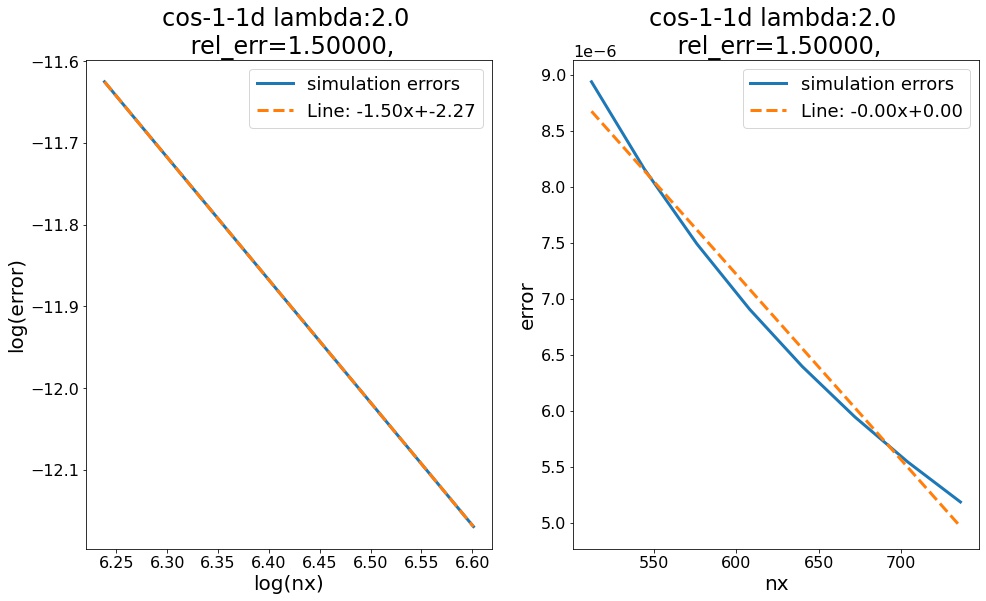 cos-1-1d lambda:2.0
rel_err=1.50000,
simulation errors
Line: -1.50x+-2.27
−11.6
−11.7
−11.8
−11.9
−12.0
−12.1
log(error)
6.25 6.30 6.35 6.40 6.45 6.50 6.55 6.60
log(nx)
cos-1-1d lambda:2.0
rel_err=1.50000,
1e−6
simulation errors
Line: -0.00x+0.00
9.0
8.5
8.0
7.5
7.0
6.5
6.0
5.5
5.0
error
550 600 650 700
nx